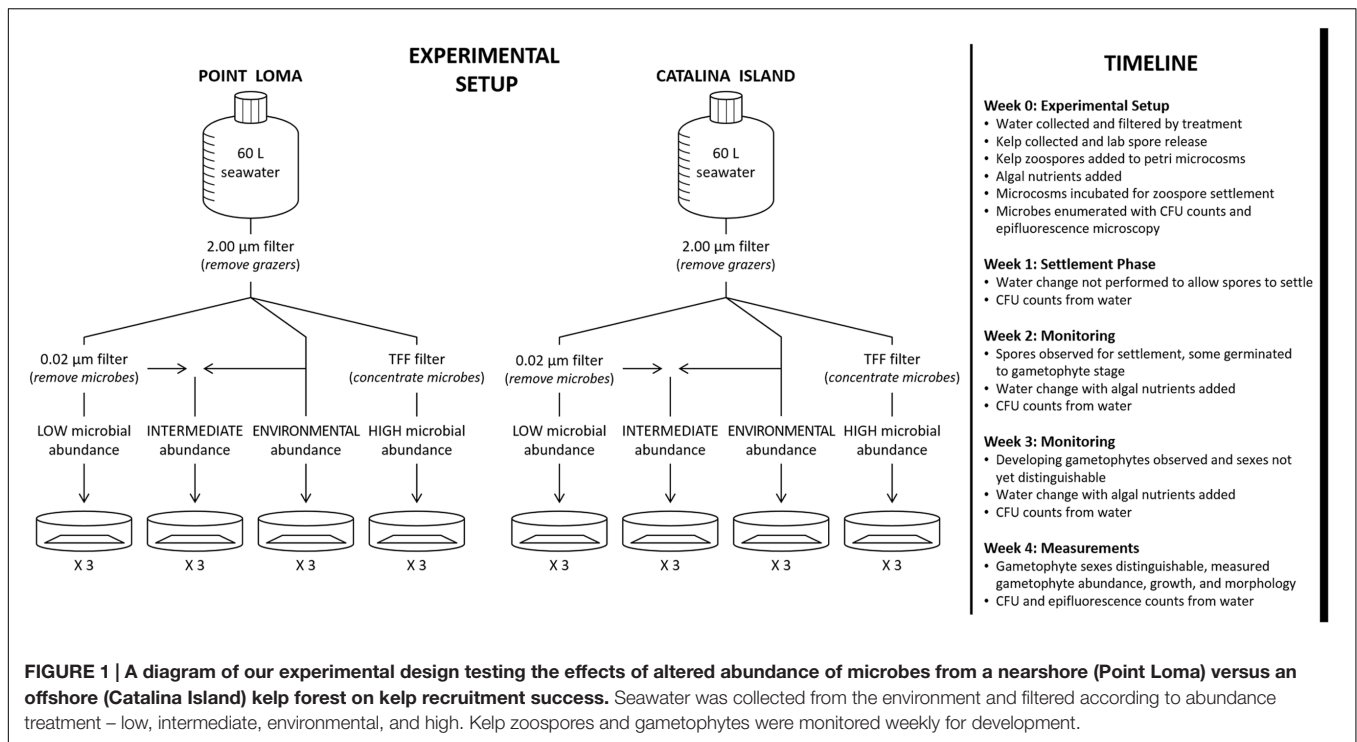 EXPERIMENTAL
SETUP
POINT LOMA
60 L
seawater
2.00 µm filter
(remove grazers)
0.02 µm filter
(remove microbes)
TFF filter
(concentrate microbes)
LOW microbial
abundance
INTERMEDIATE
abundance
ENVIRONMENTAL
abundance
HIGH microbial
abundance
X 3
X 3
X 3
X 3
CATALINA ISLAND
60 L
seawater
2.00 µm filter
(remove grazers)
0.02 µm filter
(remove microbes)
TFF filter
(concentrate microbes)
LOW microbial
abundance
INTERMEDIATE
abundance
ENVIRONMENTAL
abundance
HIGH microbial
abundance
X 3
X 3
X 3
X 3
TIMELINE
Week 0: Experimental Setup
• Water collected and filtered by treatment
• Kelp collected and lab spore release
• Kelp zoospores added to petri microcosms
• Algal nutrients added
• Microcosms incubated for zoospore settlement
• Microbes enumerated with CFU counts and
epifluorescence microscopy
Week 1: Settlement Phase
• Water change not performed to allow spores to settle
• CFU counts from water
Week 2: Monitoring
• Spores observed for settlement, some germinated
to gametophyte stage
• Water change with algal nutrients added
• CFU counts from water
Week 3: Monitoring
• Developing gametophytes observed and sexes not
yet distinguishable
• Water change with algal nutrients added
• CFU counts from water
Week 4: Measurements
• Gametophyte sexes distinguishable, measured
gametophyte abundance, growth, and morphology
• CFU and epifluorescence counts from water
FIGURE 1 | A diagram of our experimental design testing the effects of altered abundance of microbes from a nearshore (Point Loma) versus an
offshore (Catalina Island) kelp forest on kelp recruitment success. Seawater was collected from the environment and filtered according to abundance
treatment – low, intermediate, environmental, and high. Kelp zoospores and gametophytes were monitored weekly for development.